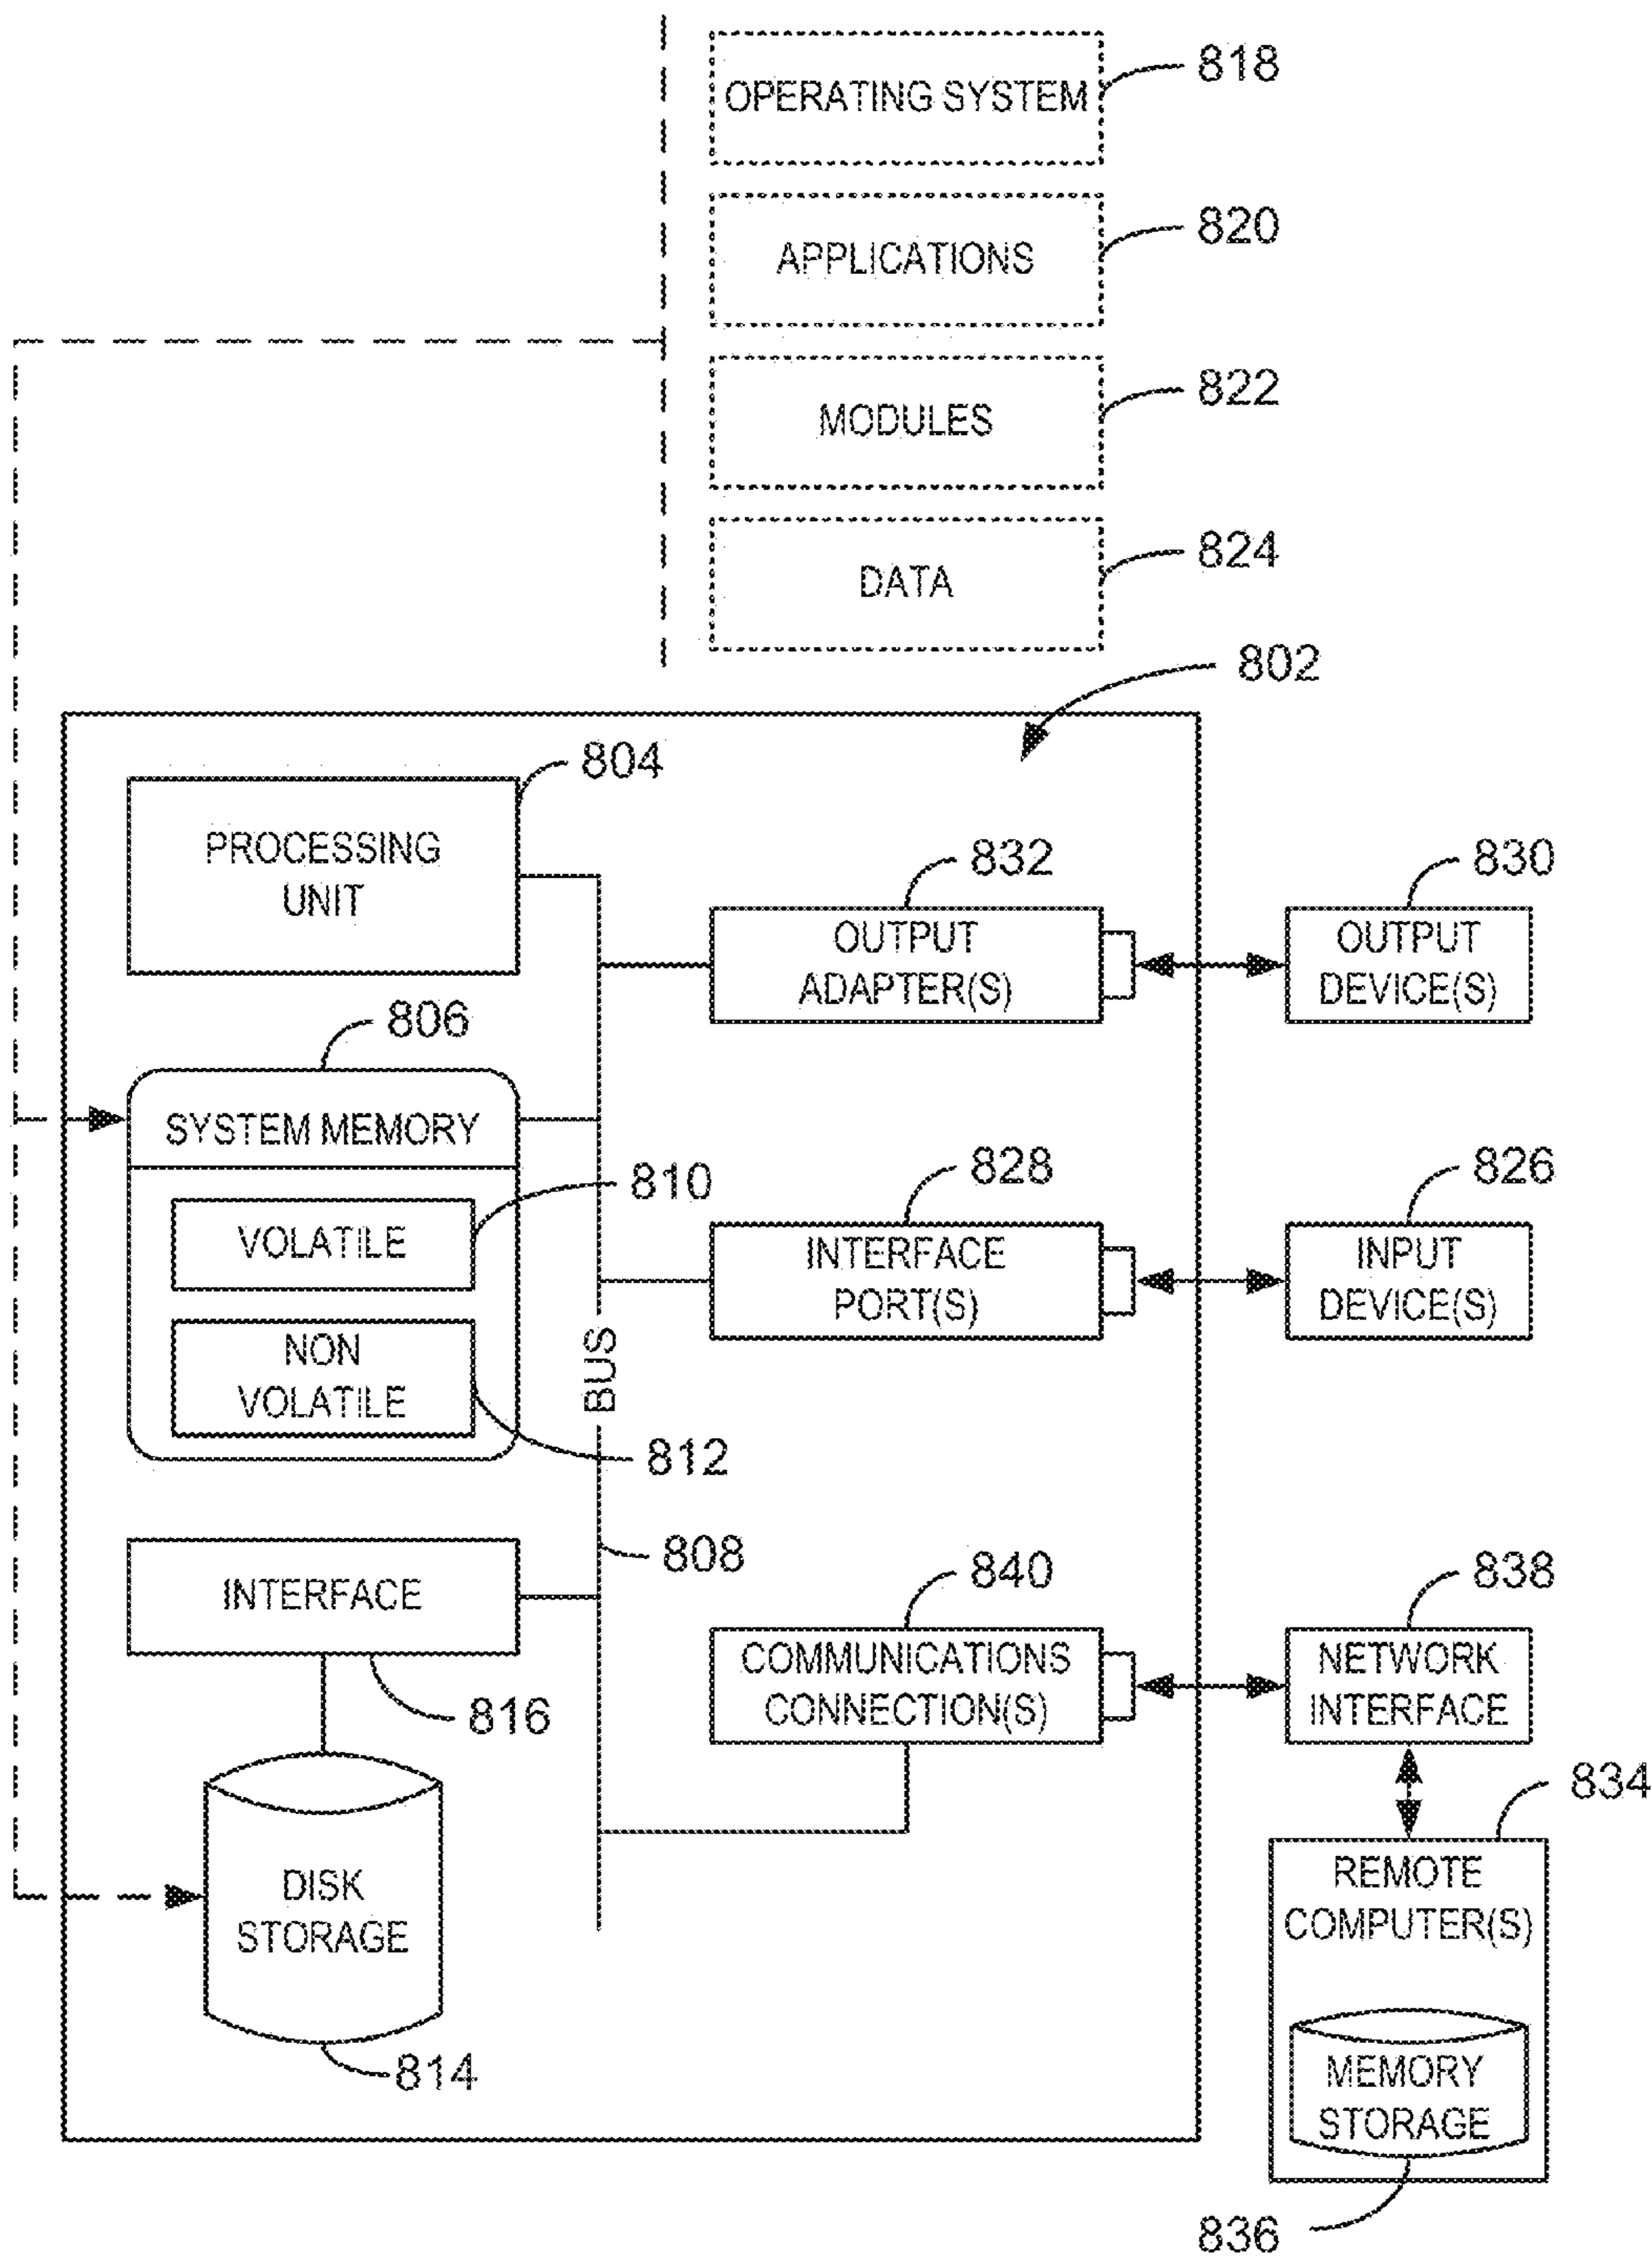 818
OPERATING SYSTEM
820
APPLICATIONS
822
MODULES
824
DATA
802
804
PROCESSING
UNIT
832
OUTPUT
ADAPTER(S)
830
OUTPUT
DEVICE(S)
806
SYSTEM MEMORY
810
VOLATILE
NON
VOLATILE
812
828
INTERFACE
PORT(S)
826
INPUT
DEVICE(S)
BUS
808
INTERFACE
816
840
COMMUNICATIONS
CONNECTION(S)
838
NETWORK
INTERFACE
834
REMOTE
COMPUTER(S)
DISK
STORAGE
814
MEMORY
STORAGE
836